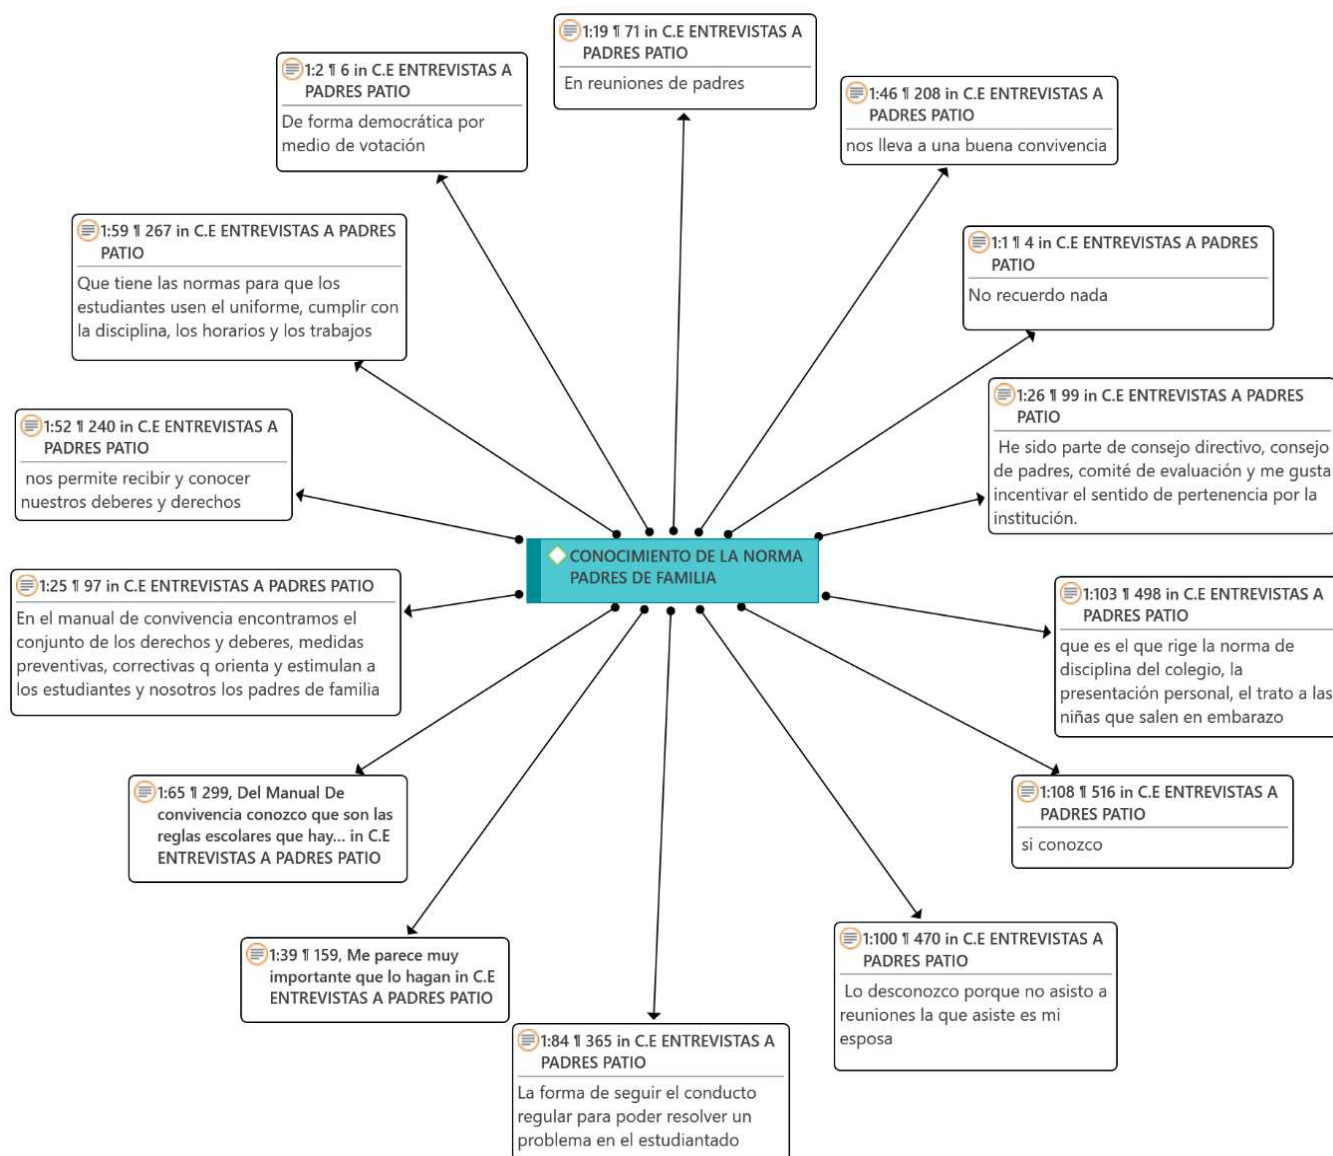 1:19 ¶ 71 in C.E ENTREVISTAS A
PADRES PATIO
En reuniones de padres
1:2 ¶ 6 in C.E ENTREVISTAS A
PADRES PATIO
De forma democrática por
medio de votación
1:46 ¶ 208 in C.E ENTREVISTAS A
PADRES PATIO
nos lleva a una buena convivencia
1:59 ¶ 267 in C.E ENTREVISTAS A PADRES
PATIO
Que tiene las normas para que los
estudiantes usen el uniforme, cumplir con
la disciplina, los horarios y los trabajos
1:1 ¶ 4 in C.E ENTREVISTAS A PADRES
PATIO
No recuerdo nada
1:26 ¶ 99 in C.E ENTREVISTAS A PADRES
PATIO
He sido parte de consejo directivo, consejo
de padres, comité de evaluación y me gusta
incentivar el sentido de pertenencia por la
institución.
1:52 ¶ 240 in C.E ENTREVISTAS A
PADRES PATIO
nos permite recibir y conocer
nuestros deberes y derechos
CONOCIMIENTO DE LA NORMA
PADRES DE FAMILIA
1:25 ¶ 97 in C.E ENTREVISTAS A PADRES PATIO
En el manual de convivencia encontramos el
conjunto de los derechos y deberes, medidas
preventivas, correctivas q orienta y estimulan a
los estudiantes y nosotros los padres de familia
1:103 ¶ 498 in C.E ENTREVISTAS A
PADRES PATIO
que es el que rige la norma de
disciplina del colegio, la
presentación personal, el trato a las
niñas que salen en embarazo
1:65 ¶ 299, Del Manual De
convivencia conozco que son las
reglas escolares que hay... in C.E
ENTREVISTAS A PADRES PATIO
1:108 ¶ 516 in C.E ENTREVISTAS A
PADRES PATIO
si conozco
1:39 ¶ 159, Me parece muy
importante que lo hagan in C.E
ENTREVISTAS A PADRES PATIO
1:100 ¶ 470 in C.E ENTREVISTAS A
PADRES PATIO
Lo desconozco porque no asisto a
reuniones la que asiste es mi
esposa
1:84 ¶ 365 in C.E ENTREVISTAS A
PADRES PATIO
La forma de seguir el conducto
regular para poder resolver un
problema en el estudiantado